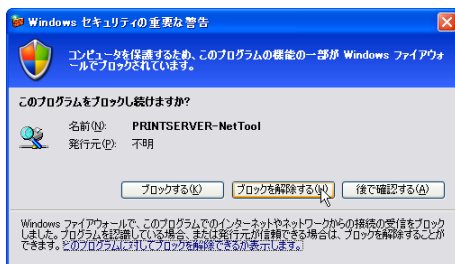 Windows セキュリティの重要な警告
コンピュータを保護するため、このプログラムの機能の一部が Windows ファイアウォ
ールでブロックされています。
このプログラムをブロックし続けますか?
名前(N): PRINTSERVER-NetTool
発行元(P): 不明
ブロックする(K) ブロックを解除する(U) 後で確認する(A)
Windows ファイアウォールで、このプログラムでのインターネットやネットワークからの接続の受信をブロック
しました。プログラムを認識している場合、または発行元が信頼できる場合は、ブロックを解除することが
できます。どのプログラムに対してブロックを解除できるか表示します。